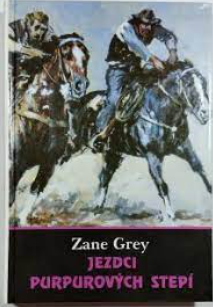 Zane Grey
JEZDCI
PURPUROVÝCH STEPÍ